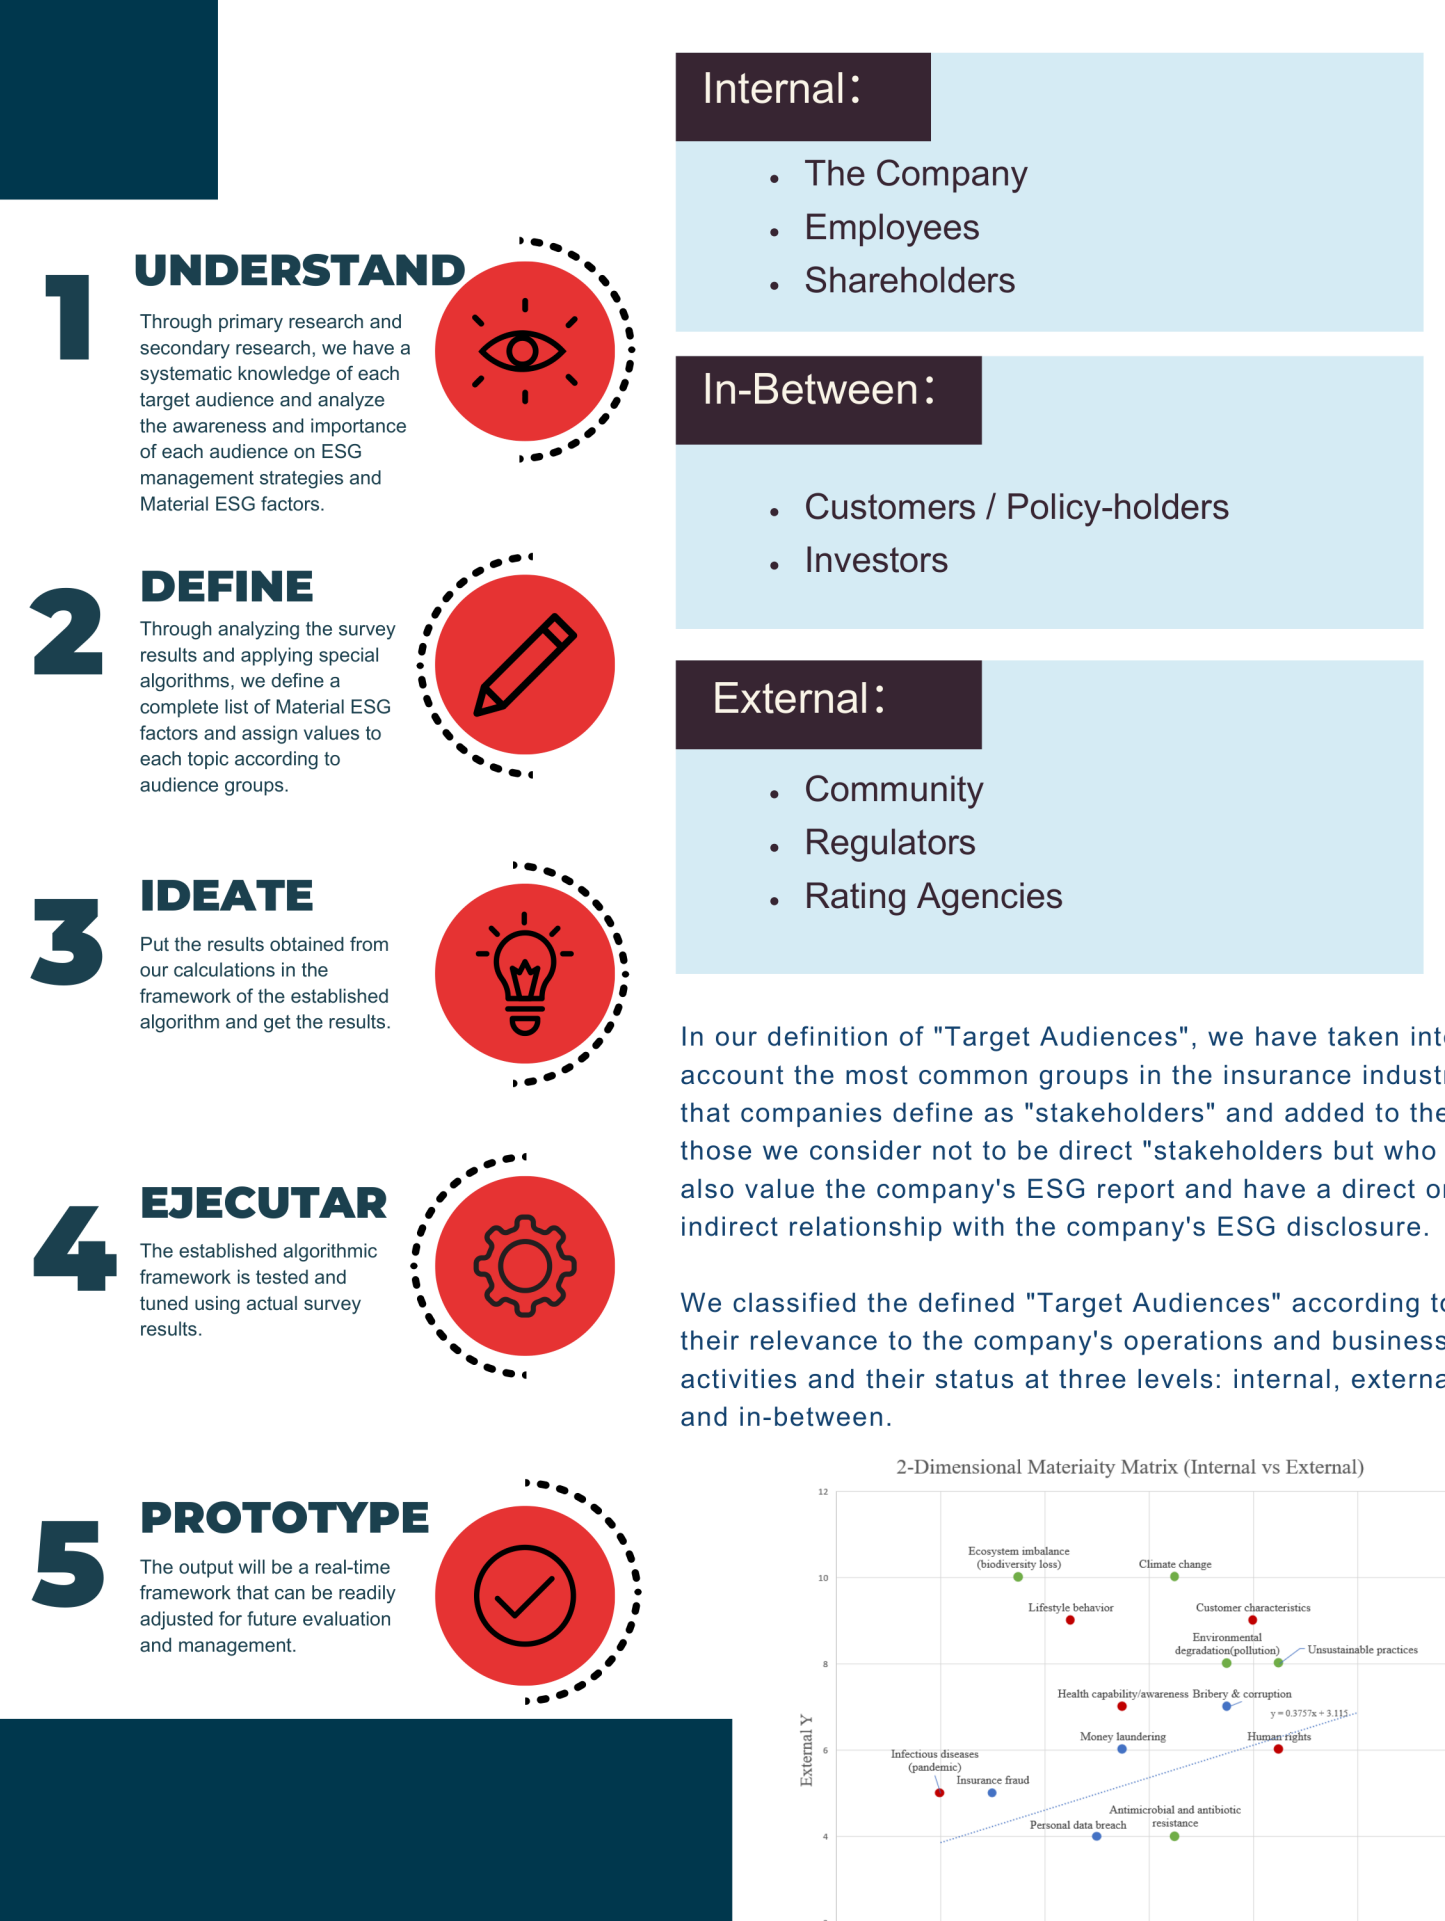 1
UNDERSTAND
Through primary research and
secondary research, we have a
systematic knowledge of each
target audience and analyze
the awareness and importance
of each audience on ESG
management strategies and
Material ESG factors.
2
DEFINE
Through analyzing the survey
results and applying special
algorithms, we define a
complete list of Material ESG
factors and assign values to
each topic according to
audience groups.
3
IDEATE
Put the results obtained from
our calculations in the
framework of the established
algorithm and get the results.
4
EJECUTAR
The established algorithmic
framework is tested and
tuned using actual survey
results.
5
PROTOTYPE
The output will be a real-time
framework that can be readily
adjusted for future evaluation
and management.
Internal:
• The Company
• Employees
• Shareholders
In-Between:
• Customers / Policy-holders
• Investors
External:
• Community
• Regulators
• Rating Agencies
In our definition of "Target Audiences", we have taken
account the most common groups in the insurance
that companies define as "stakeholders" and added to
those we consider not to be direct "stakeholders but who
also value the company's ESG report and have a direct
indirect relationship with the company's ESG disclosure.
We classified the defined "Target Audiences" according
their relevance to the company's operations and business
activities and their status at three levels: internal,
and in-between.
2-Dimensional Materiaity Matrix (Internal vs External)
12
Ecosystem imbalance
(biodiversity loss)
Climate change
10
Lifestyle behavior
Customer characteristics
Environmental
degradation(pollution)
Unsustainable practices
8
Health capability/awareness
Bribery & corruption
y = 0.3757x + 3.115
Money laundering
Human rights
6
External Y
Infectious diseases
(pandemic)
Insurance fraud
Antimicrobial and antibiotic
resistance
Personal data breach
4